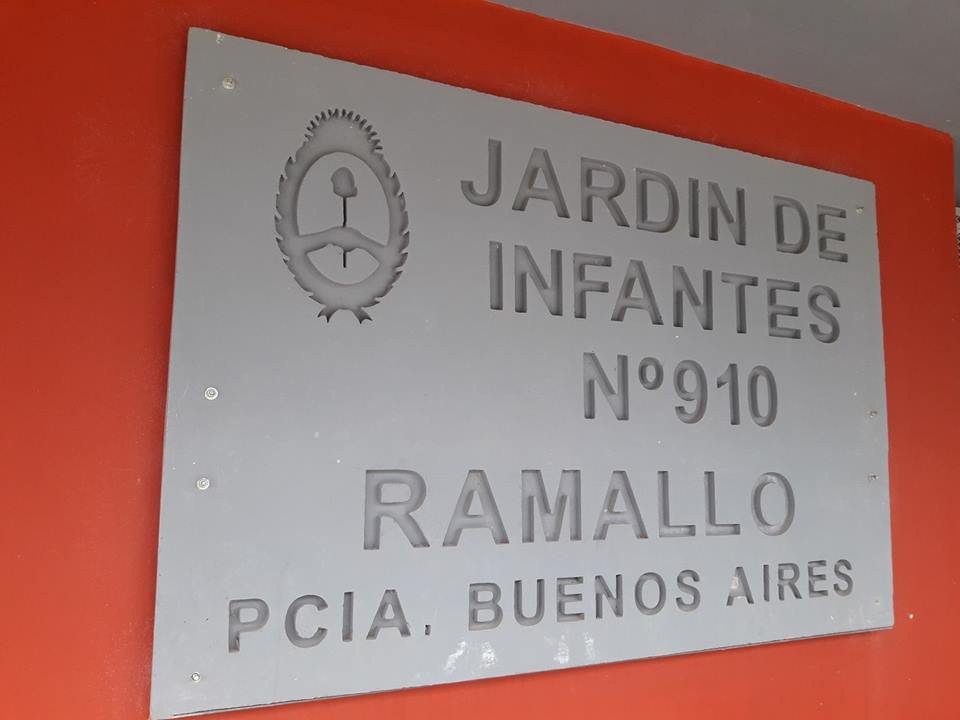 JARDIN DE
INFANTES
Nº910
RAMALLO
PCIA. BUENOS AIRES